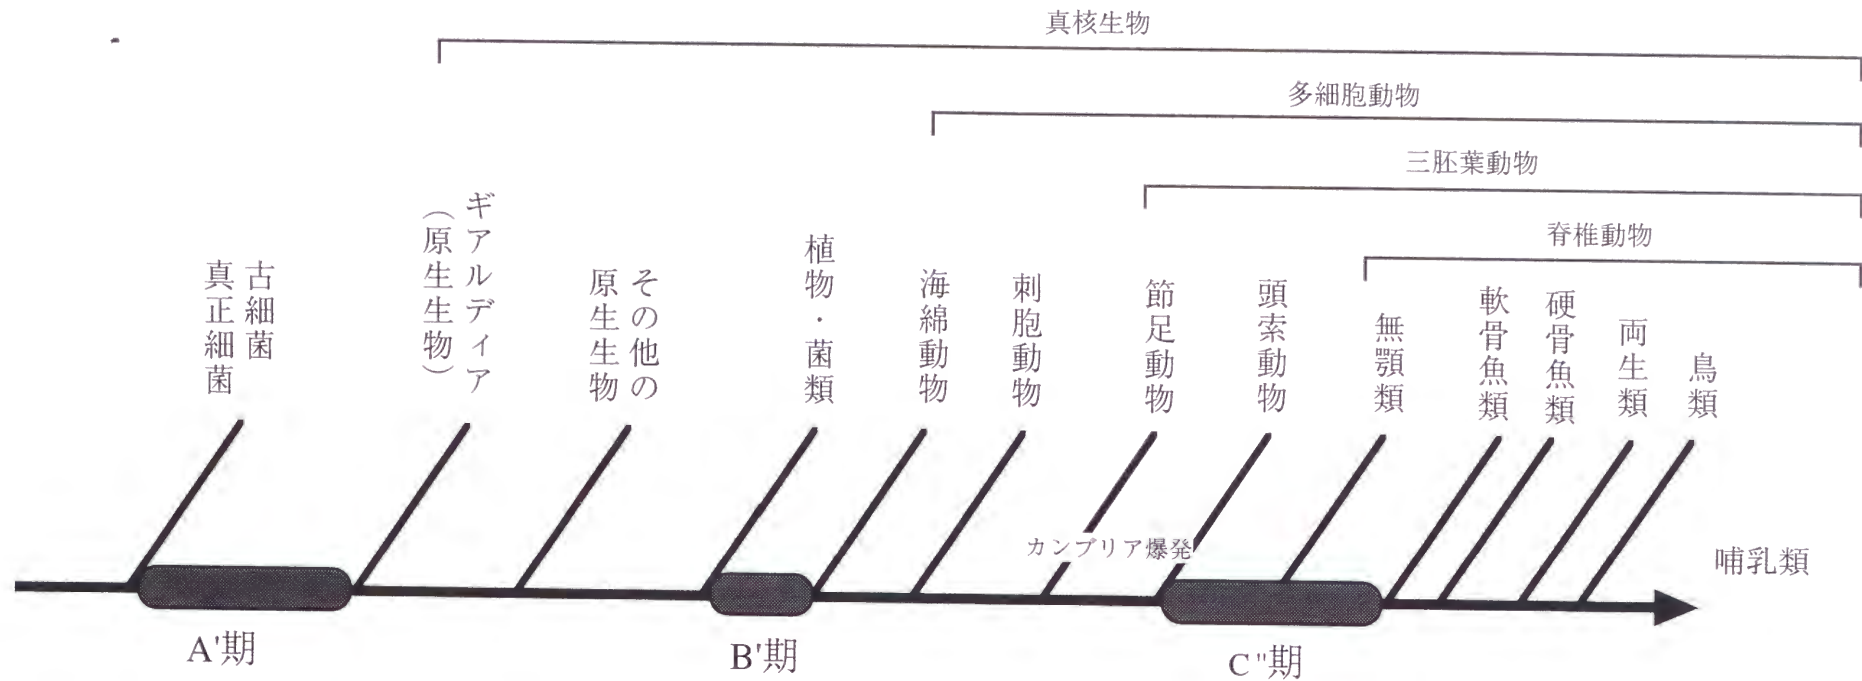 真核生物
多細胞動物
三胚葉動物
脊椎動物
古細菌
真正細菌
ギアルディア
（原生生物）
その他の
原生生物
植物・菌類
海綿動物
刺胞動物
節足動物
頭索動物
無顎類
軟骨魚類
硬骨魚類
両生類
鳥類
カンブリア爆発
哺乳類
A'期
B'期
C"期